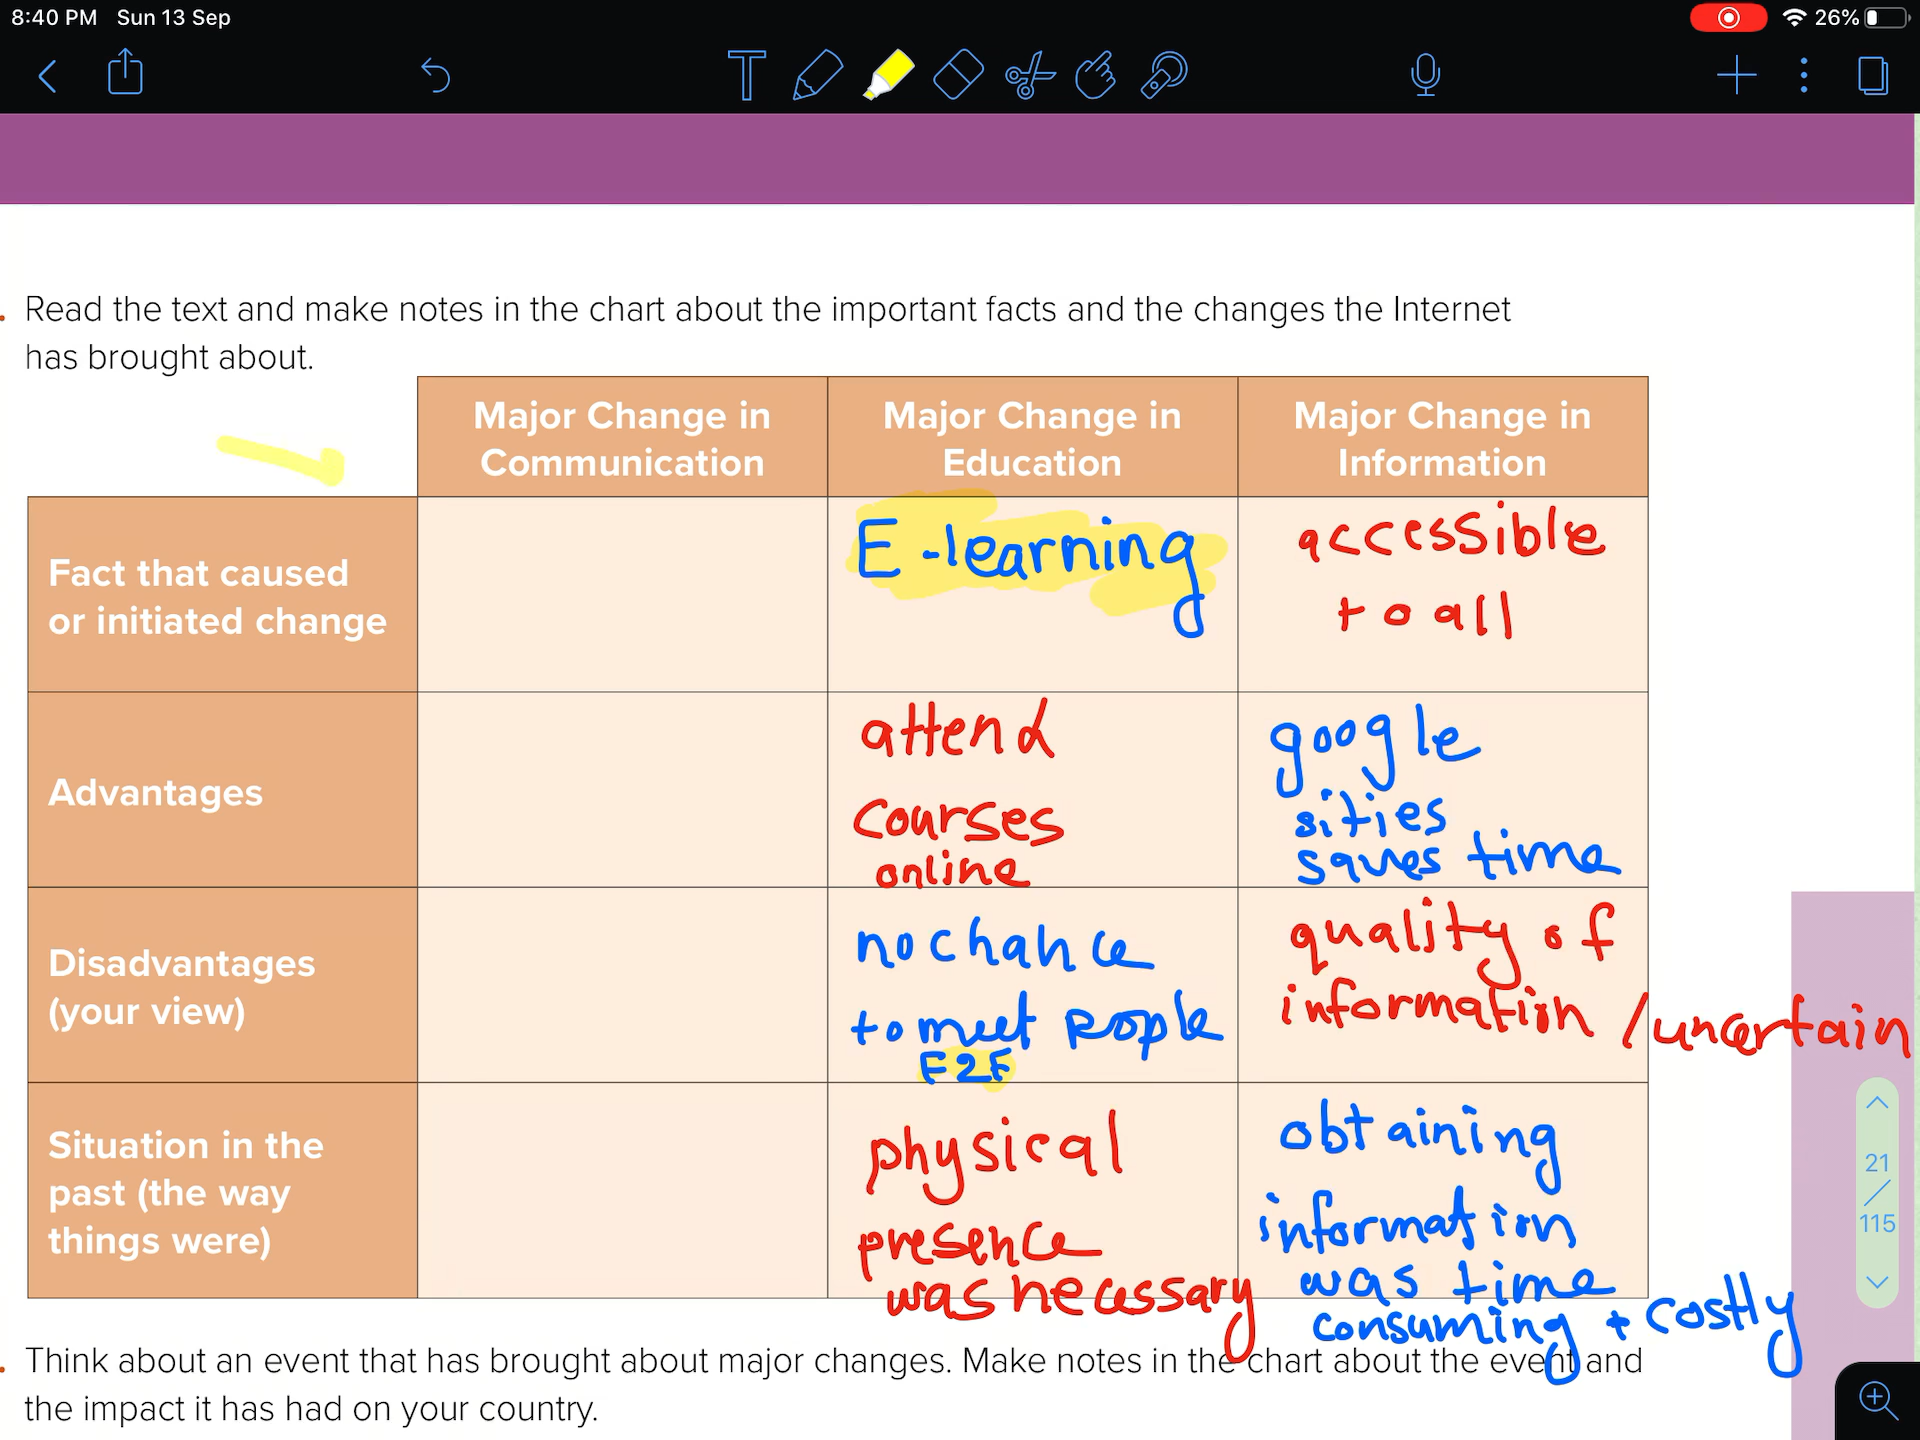 8:40 PM Sun 13 Sep
26%
Read the text and make notes in the chart about the important facts and the changes the Internet
has brought about.
Major Change in
Communication
Major Change in
Education
Major Change in
Information
Fact that caused
or initiated change
E-learning
accessible
to all
Advantages
attend
courses
online
google
sities
saves time
Disadvantages
(your view)
no chance
to meet people
F2F
quality of
information / uncertain
Situation in the
past (the way
things were)
physical
presence
was necessary
obtaining
information
was time
consuming + costly
21
115
Think about an event that has brought about major changes. Make notes in the chart about the event and
the impact it has had on your country.